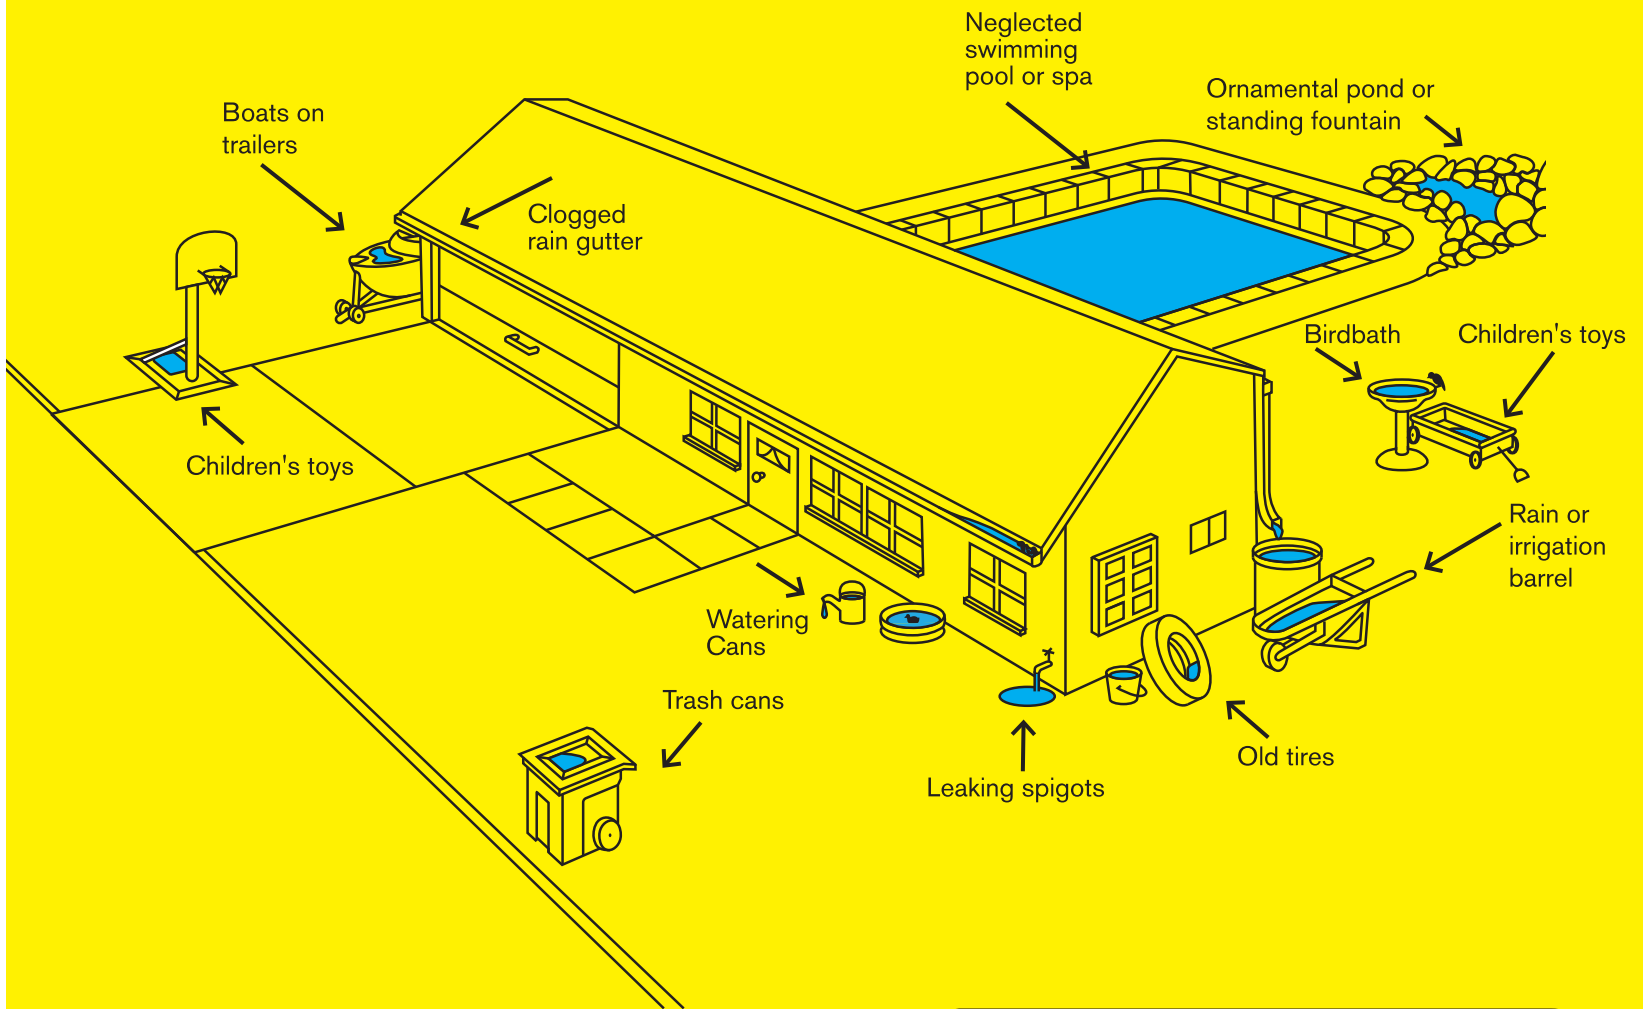 Neglected
swimming
pool or spa
Ornamental pond or
standing fountain
Boats on
trailers
Clogged
rain gutter
Birdbath
Children's toys
Children's toys
Rain or
irrigation
barrel
Watering
Cans
Trash cans
Old tires
Leaking spigots